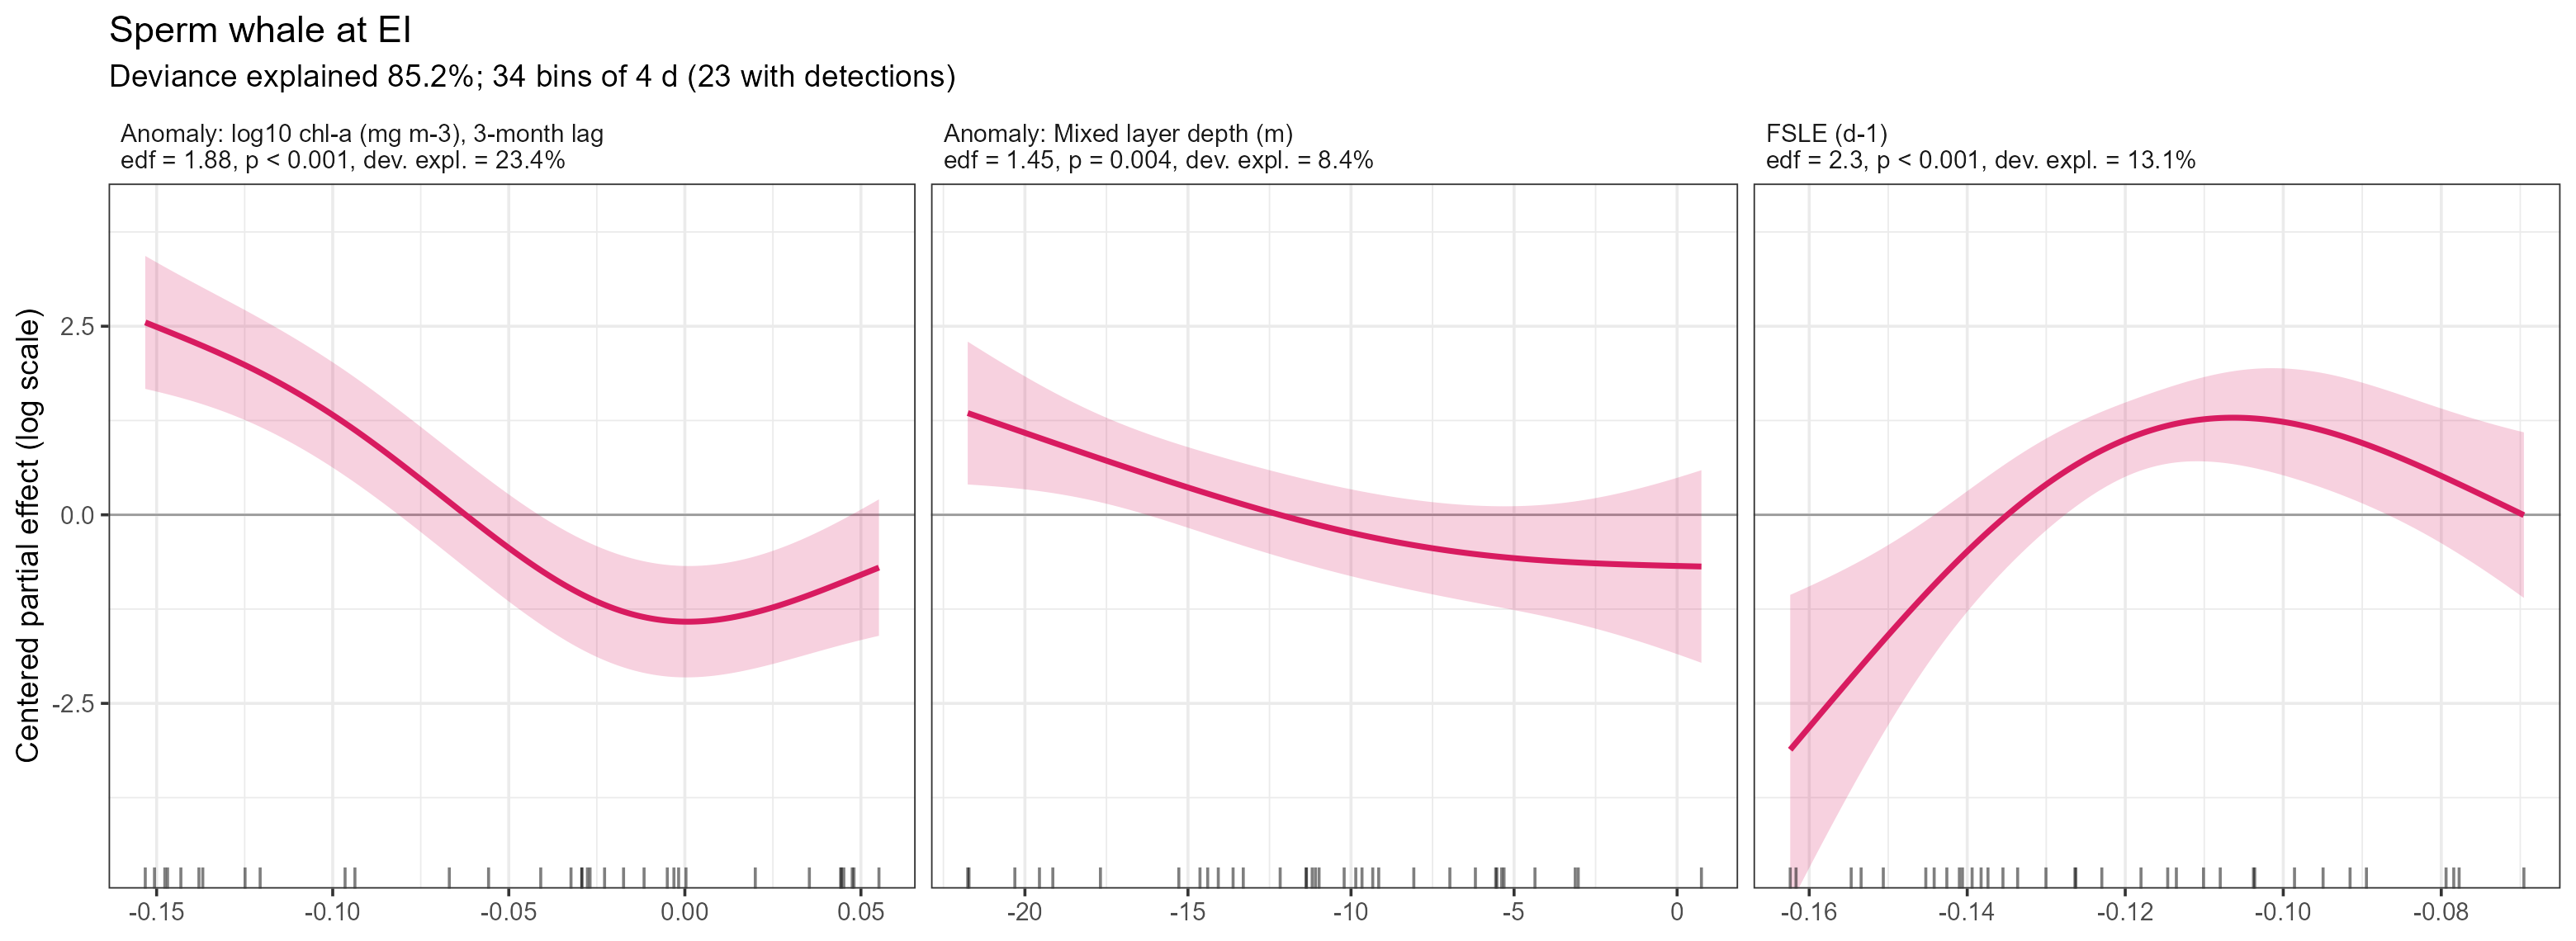 Sperm whale at EI
Deviance explained 85.2%; 34 bins of 4 d (23 with detections)
Anomaly: log10 chl-a (mg m-3), 3-month lag
edf = 1.88, p < 0.001, dev. expl. = 23.4%
Anomaly: Mixed layer depth (m)
edf = 1.45, p = 0.004, dev. expl. = 8.4%
FSLE (d-1)
edf = 2.3, p < 0.001, dev. expl. = 13.1%
Centered partial effect (log scale)
2.5
0.0
-2.5
-0.15 -0.10 -0.05 0.00 0.05
-20 -15 -10 -5 0
-0.16 -0.14 -0.12 -0.10 -0.08